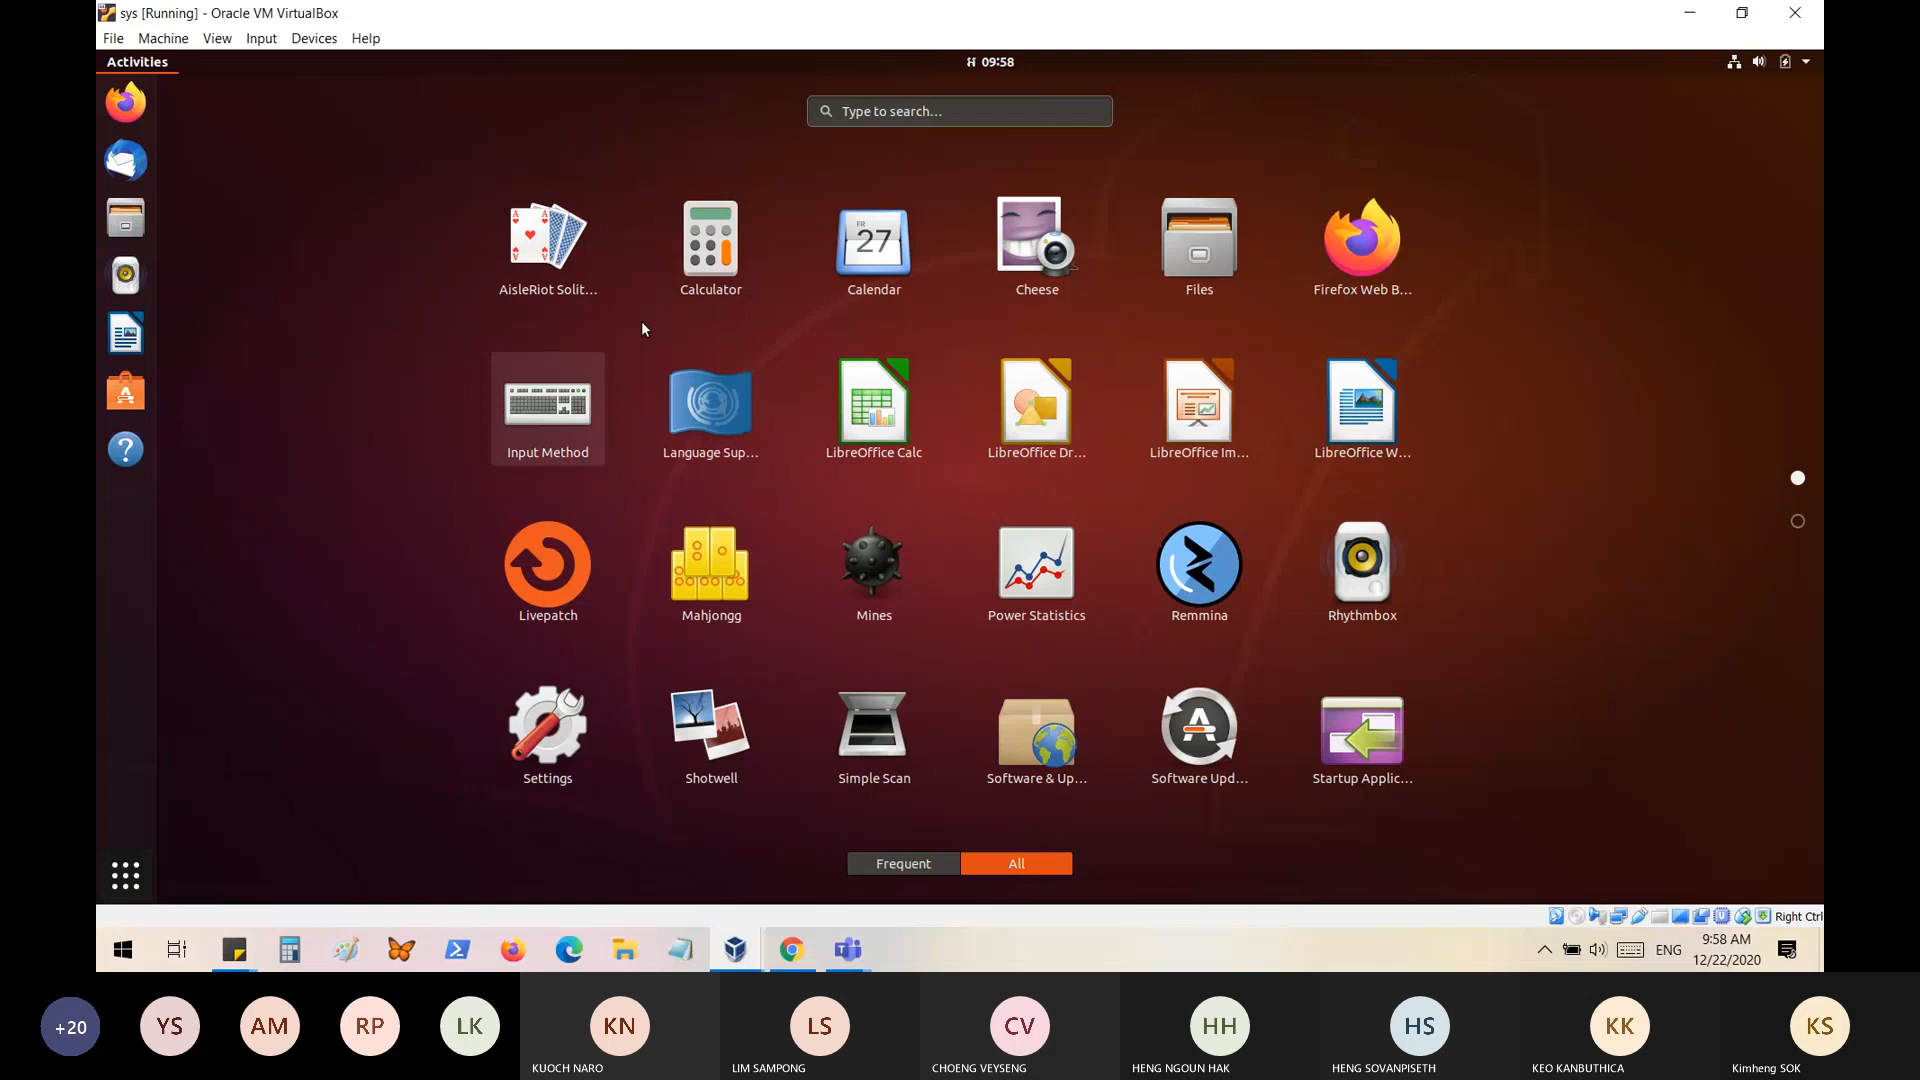 sys [Running] - Oracle VM VirtualBox
File Machine View Input Devices Help
Activities
09:58
Type to search...
AisleRiot Solit...
Calculator
FR
27
Calendar
Cheese
Files
Firefox Web B...
Input Method
Language Sup...
LibreOffice Calc
LibreOffice Dr...
LibreOffice Im...
LibreOffice W...
Livepatch
Mahjongg
Mines
Power Statistics
Remmina
Rhythmbox
Settings
Shotwell
Simple Scan
Software & Up...
Software Upd...
Startup Applic...
Frequent
All
Right Ctrl
ENG
9:58 AM
12/22/2020
+20
YS
AM
RP
LK
KN
KUOCH NARO
LS
LIM SAMPONG
CV
CHOENG VEYSENG
HH
HENG NGOUN HAK
HS
HENG SOVANPISETH
KK
KEO KANBUTHICA
KS
Kimheng SOK